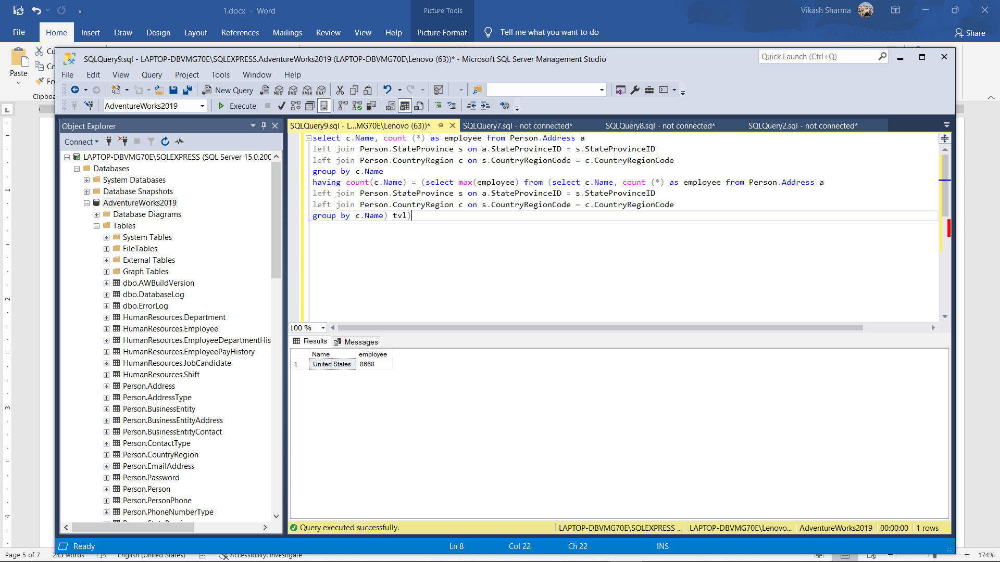 1.docx - Word
Picture Tools
Vikash Sharma
File
Home
Insert
Draw
Design
Layout
References
Mailings
Review
View
Help
Picture Format
Tell me what you want to do
Share
Paste
SQLQuery9.sql - LAPTOP-DBVMG70E\SQLEXPRESS.AdventureWorks2019 (LAPTOP-DBVMG70E\Lenovo (63))* - Microsoft SQL Server Management Studio
Quick Launch (Ctrl+Q)
File Edit View Query Project Tools Window Help
New Query
MDX DMX XMLA DAX
AdventureWorks2019
Execute
Object Explorer
Connect
LAPTOP-DBVMG70E\SQLEXPRESS (SQL Server 15.0.200
Databases
System Databases
Database Snapshots
AdventureWorks2019
Database Diagrams
Tables
System Tables
FileTables
External Tables
Graph Tables
dbo.AWBuildVersion
dbo.DatabaseLog
dbo.ErrorLog
HumanResources.Department
HumanResources.Employee
HumanResources.EmployeeDepartmentHis
HumanResources.EmployeePayHistory
HumanResources.JobCandidate
HumanResources.Shift
Person.Address
Person.AddressType
Person.BusinessEntity
Person.BusinessEntityAddress
Person.BusinessEntityContact
Person.ContactType
Person.CountryRegion
Person.EmailAddress
Person.Password
Person.Person
Person.PersonPhone
Person.PhoneNumberType
SQLQuery9.sql - L...MG70E\Lenovo (63))*
SQLQuery7.sql - not connected*
SQLQuery8.sql - not connected*
SQLQuery2.sql - not connected*
select c.Name, count (*) as employee from Person.Address a
left join Person.StateProvince s on a.StateProvinceID = s.StateProvinceID
left join Person.CountryRegion c on s.CountryRegionCode = c.CountryRegionCode
group by c.Name
having count(c.Name) = (select max(employee) from (select c.Name, count (*) as employee from Person.Address a
left join Person.StateProvince s on a.StateProvinceID = s.StateProvinceID
left join Person.CountryRegion c on s.CountryRegionCode = c.CountryRegionCode
group by c.Name) tvl)
100 %
Results
Messages
Name employee
1 United States 8668
Query executed successfully.
LAPTOP-DBVMG70E\SQLEXPRESS ...
LAPTOP-DBVMG70E\Lenovo...
AdventureWorks2019
00:00:00
1 rows
Ready
Ln 8
Col 22
Ch 22
INS
Page 5 of 7
243 words
English (United States)
Accessibility: Investigate
174%